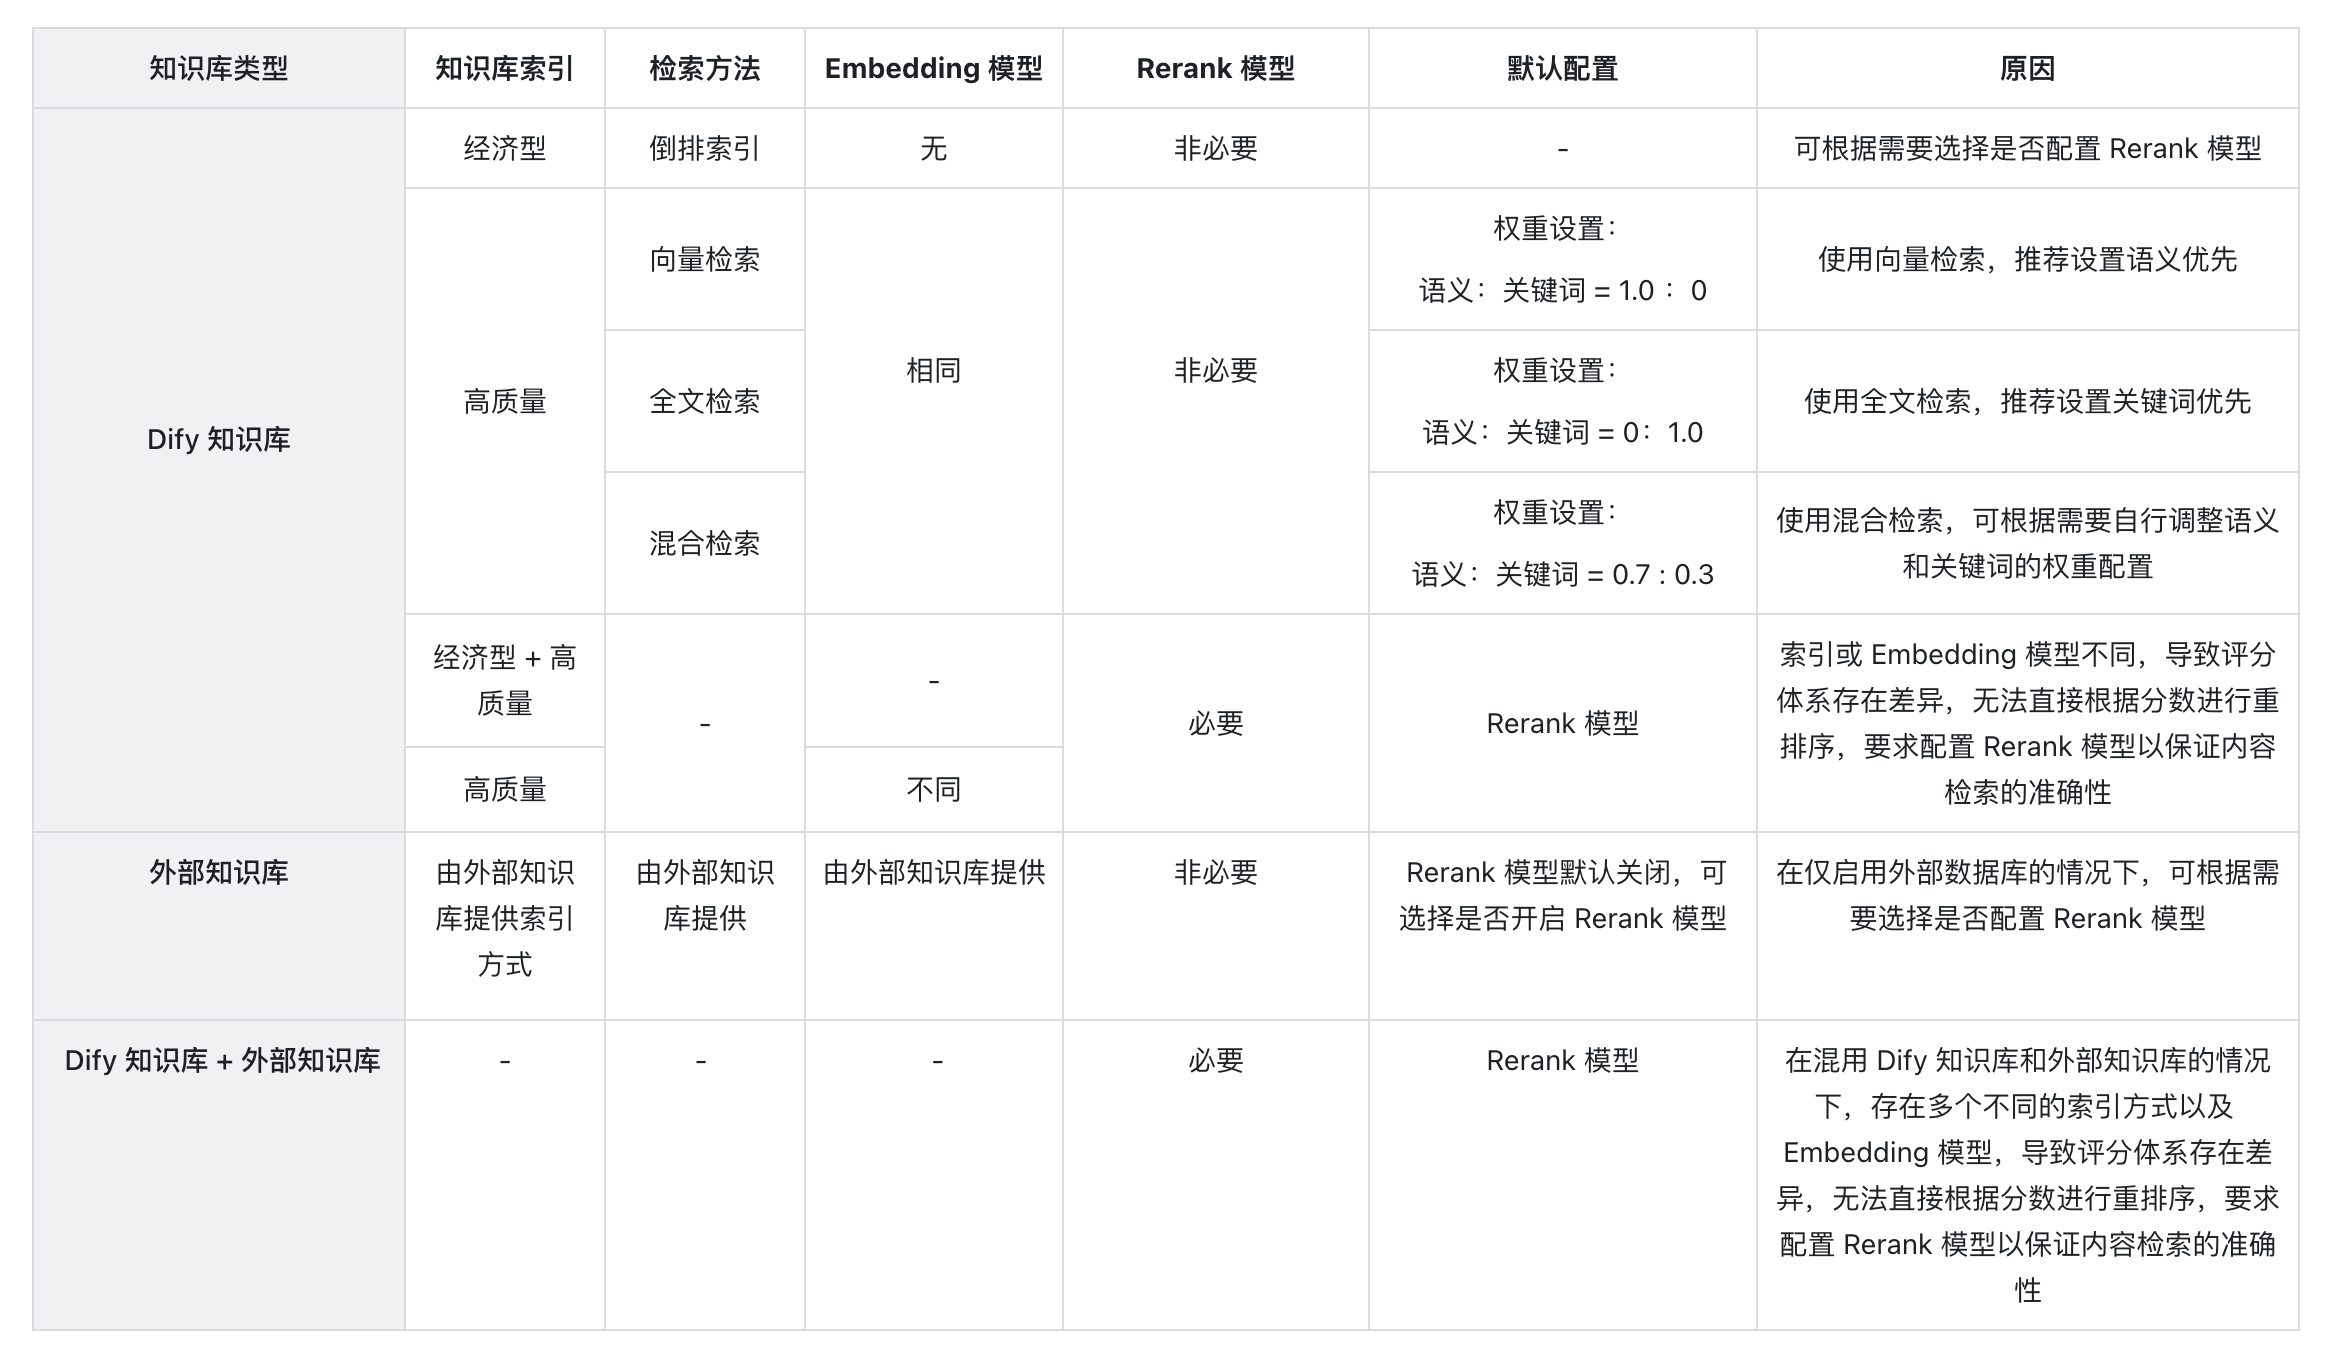 知识库类型
知识库索引
检索方法
Embedding 模型
Rerank 模型
默认配置
原因
Dify 知识库
经济型
倒排索引
无
非必要
-
可根据需要选择是否配置 Rerank 模型
高质量
向量检索
相同
非必要
权重设置：
语义：关键词 = 1.0 ：0
使用向量检索，推荐设置语义优先
全文检索
权重设置：
语义：关键词 = 0：1.0
使用全文检索，推荐设置关键词优先
混合检索
权重设置：
语义：关键词 = 0.7 : 0.3
使用混合检索，可根据需要自行调整语义
和关键词的权重配置
经济型 + 高
质量
-
-
必要
Rerank 模型
索引或 Embedding 模型不同，导致评分
体系存在差异，无法直接根据分数进行重
排序，要求配置 Rerank 模型以保证内容
检索的准确性
高质量
不同
外部知识库
由外部知识
库提供索引
方式
由外部知识
库提供
由外部知识库提供
非必要
Rerank 模型默认关闭，可
选择是否开启 Rerank 模型
在仅启用外部数据库的情况下，可根据需
要选择是否配置 Rerank 模型
Dify 知识库 + 外部知识库
-
-
-
必要
Rerank 模型
在混用 Dify 知识库和外部知识库的情况
下，存在多个不同的索引方式以及
Embedding 模型，导致评分体系存在差
异，无法直接根据分数进行重排序，要求
配置 Rerank 模型以保证内容检索的准确
性